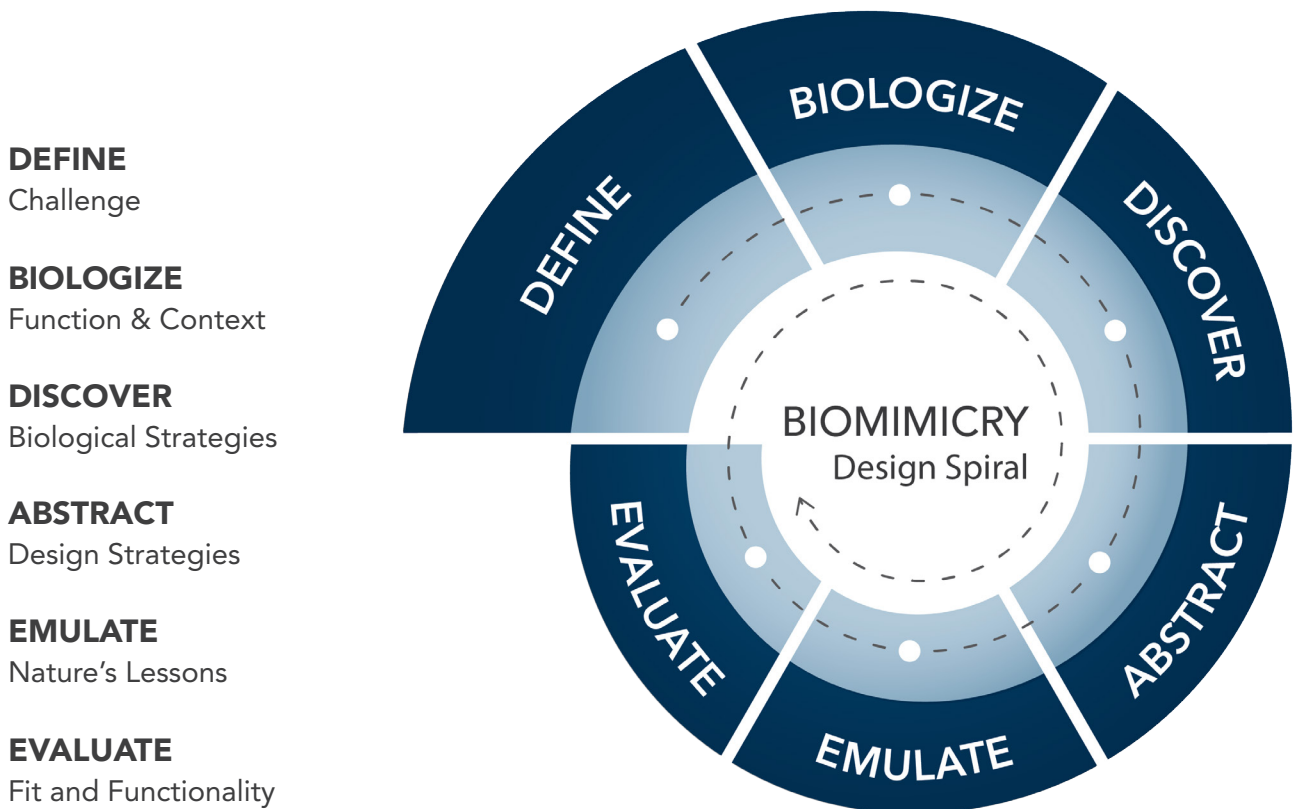 DEFINE
Challenge
BIOLOGIZE
Function & Context
DISCOVER
Biological Strategies
ABSTRACT
Design Strategies
EMULATE
Nature’s Lessons
EVALUATE
Fit and Functionality
DEFINE
BIOLOGIZE
DISCOVER
ABSTRACT
EMULATE
EVALUATE
BIOMIMICRY
Design Spiral